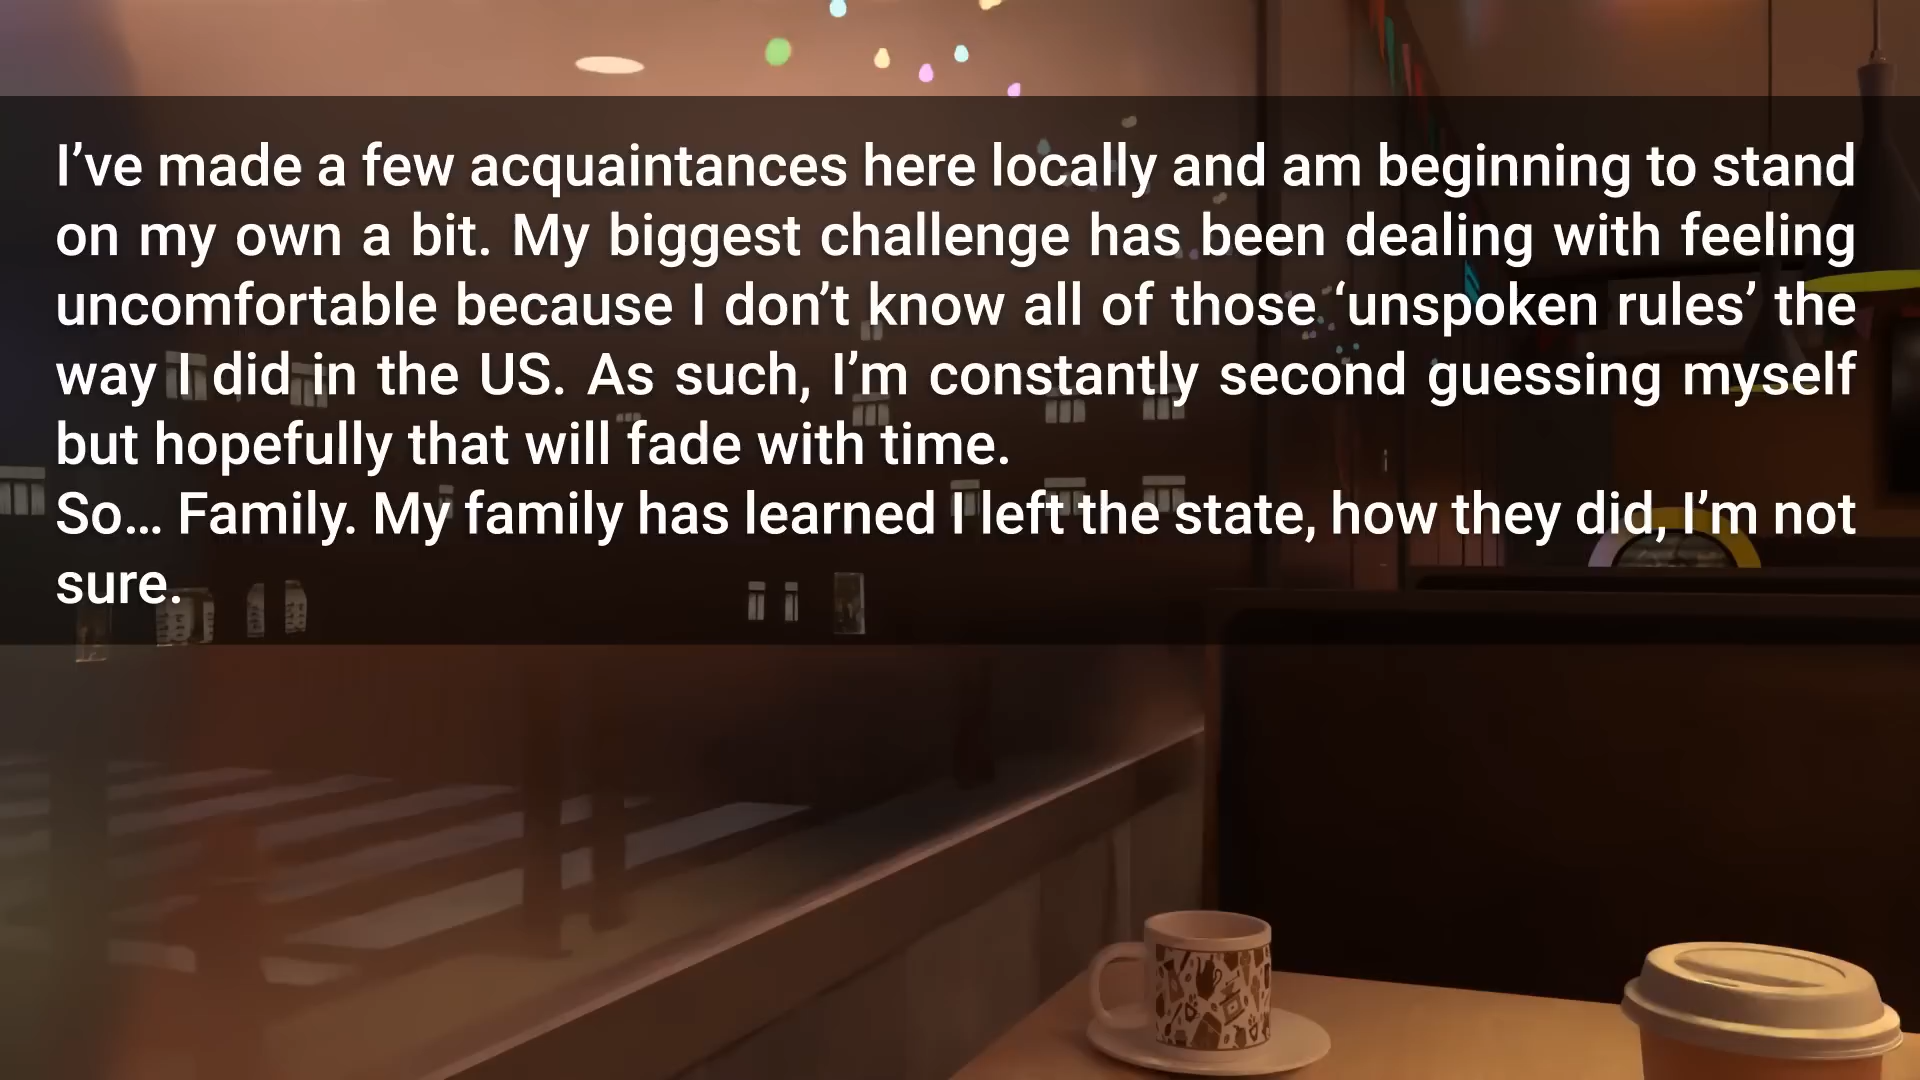 I’ve made a few acquaintances here locally and am beginning to stand
on my own a bit. My biggest challenge has been dealing with feeling
uncomfortable because I don’t know all of those ‘unspoken rules’ the
way I did in the US. As such, I’m constantly second guessing myself
but hopefully that will fade with time.
So… Family. My family has learned I left the state, how they did, I’m not
sure.